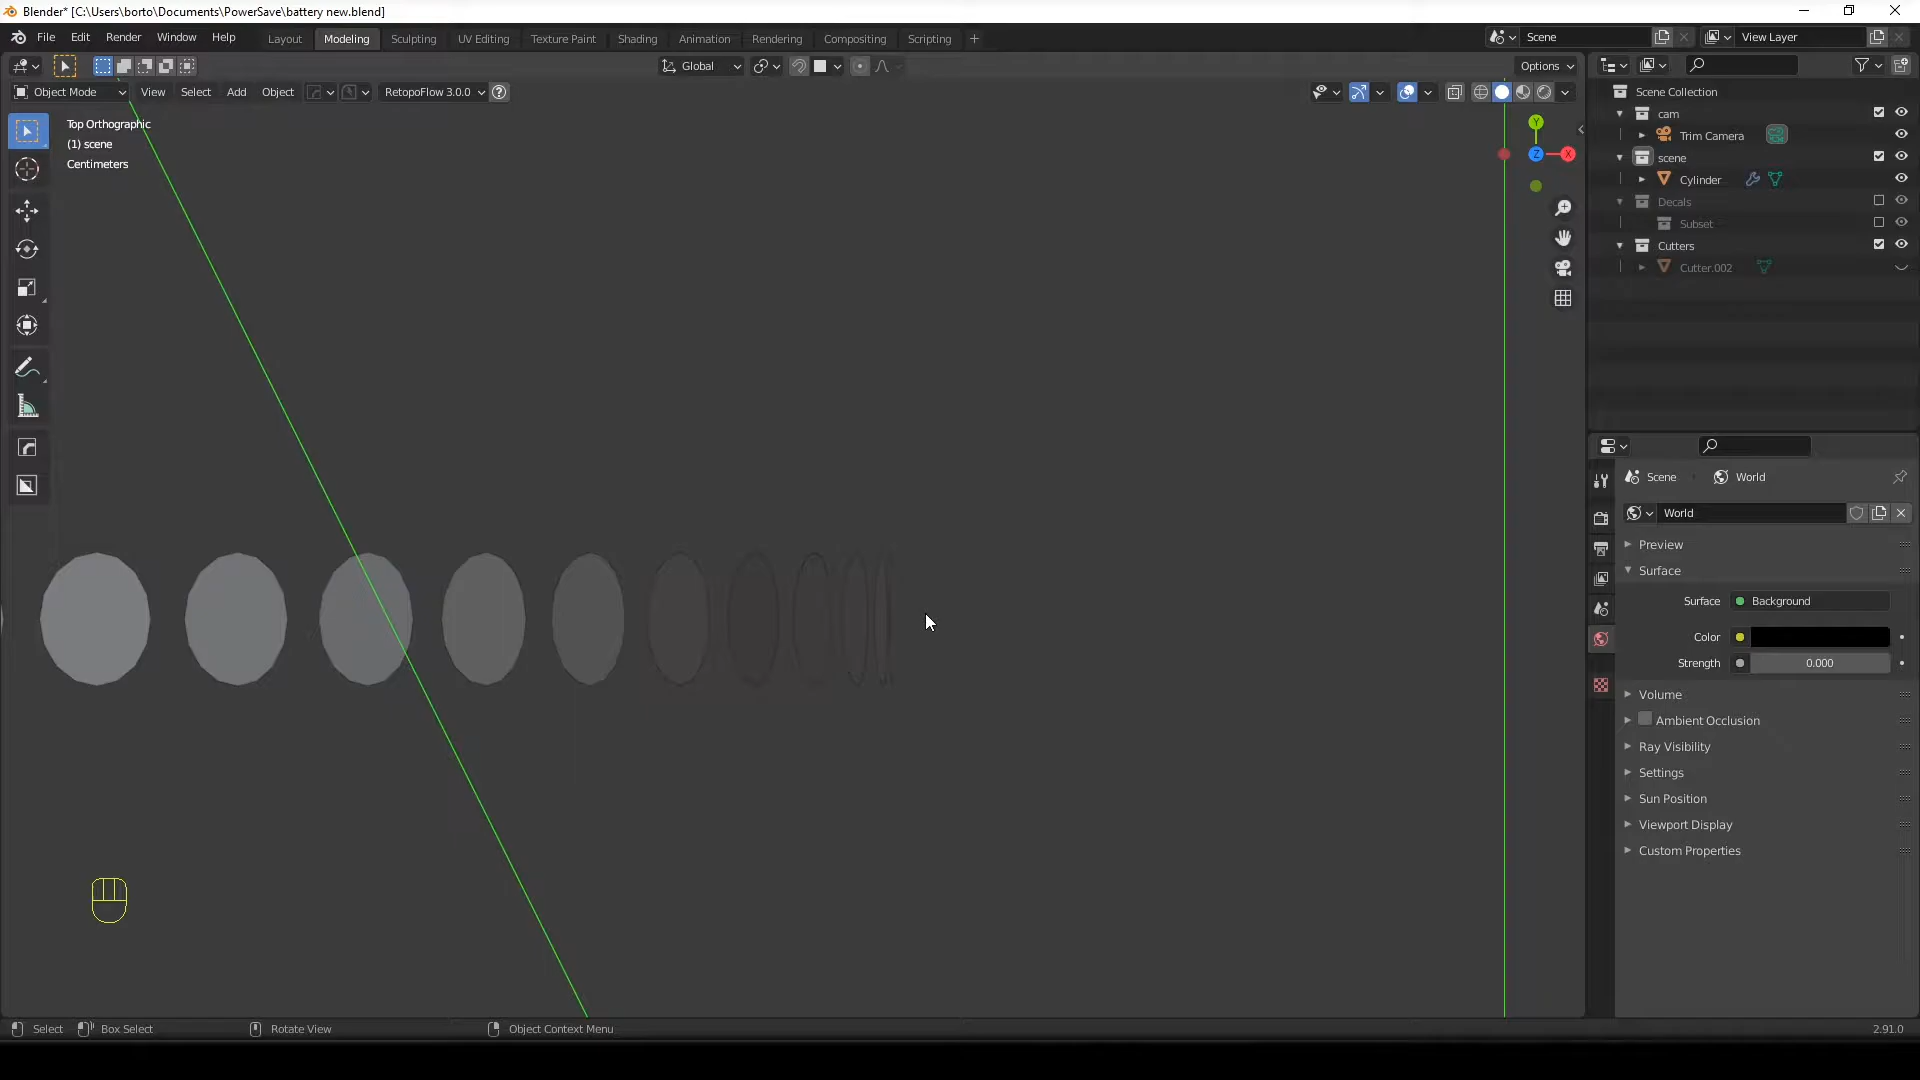 Blender* [C:\Users\borto\Documents\PowerSave\battery new.blend]
File Edit Render Window Help Layout Modeling Sculpting UV Editing Texture Paint Shading Animation Rendering Compositing Scripting Scene View Layer
Global Options
Object Mode View Select Add Object RetopoFlow 3.0.0
Top Orthographic
(1) scene
Centimeters
Y
Z X
Scene Collection
cam
Trim Camera
scene
Cylinder
Decals
Subset
Cutters
Cutter.002
Scene World
World
Preview
Surface
Surface Background
Color
Strength 0.000
Volume
Ambient Occlusion
Ray Visibility
Settings
Sun Position
Viewport Display
Custom Properties
Select Box Select Rotate View Object Context Menu 2.91.0